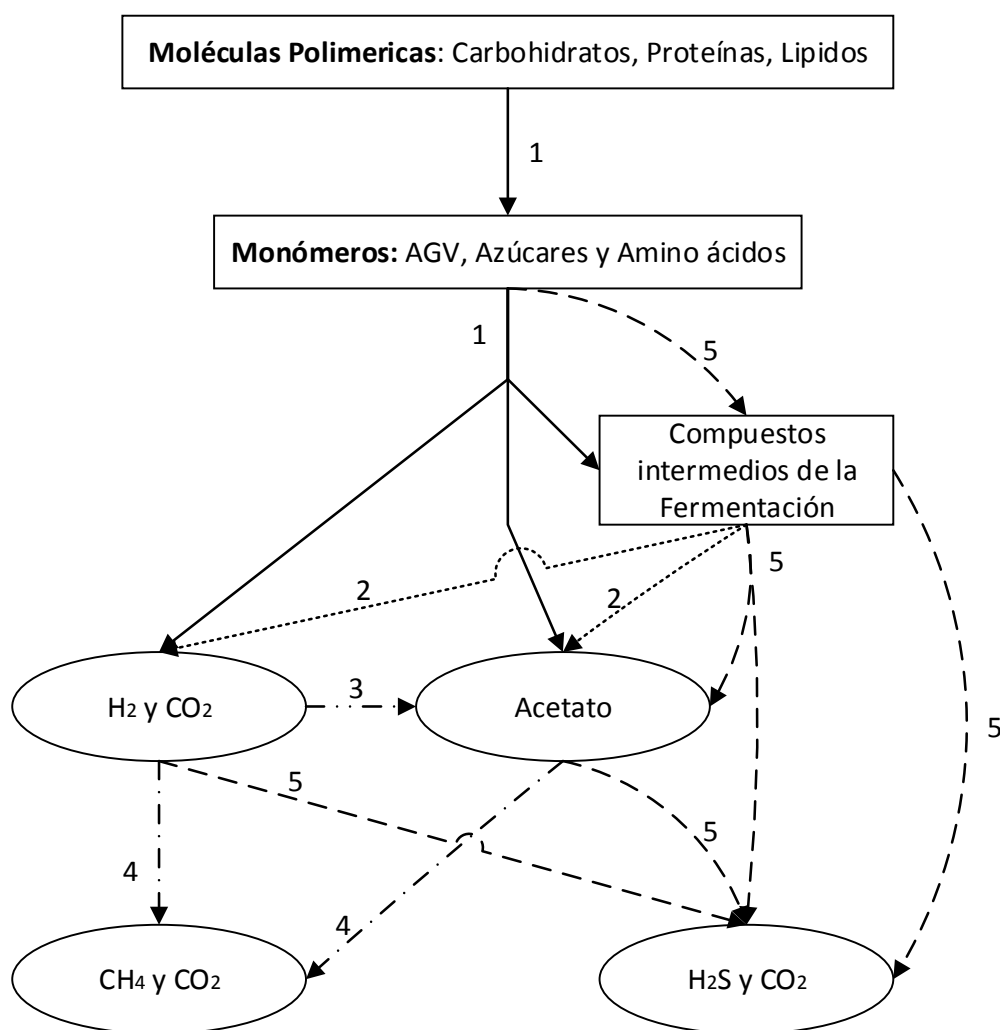 Moléculas Polimericas: Carbohidratos, Proteínas, Lipidos
1
Monómeros: AGV, Azúcares y Amino ácidos
1
5
Compuestos
intermedios de la
Fermentación
5
2
2
H2 y CO2
3
Acetato
5
5
5
4
4
CH4 y CO2
H2S y CO2